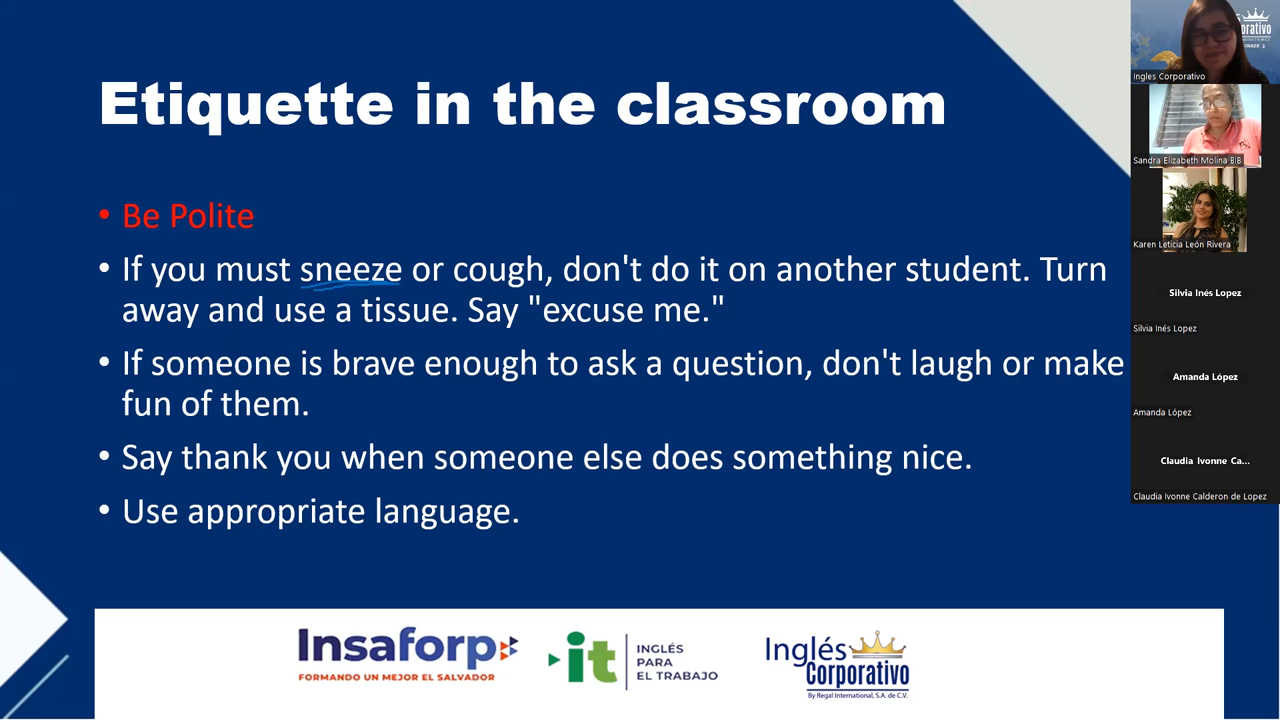 Etiquette in the classroom
• Be Polite
• If you must sneeze or cough, don't do it on another student. Turn
away and use a tissue. Say "excuse me."
• If someone is brave enough to ask a question, don't laugh or make
fun of them.
• Say thank you when someone else does something nice.
• Use appropriate language.
Insaforp
FORMANDO UN MEJOR EL SALVADOR
it
INGLÉS
PARA
EL TRABAJO
Inglés
Corporativo
By Regal International, S.A. de C.V.
orativo
Ingles Corporativo
Sandra Elizabeth Molina BIB
Karen Leticia León Rivera
Silvia Inés Lopez
Silvia Inés Lopez
Amanda López
Amanda López
Claudia Ivonne Ca...
Claudia Ivonne Calderon de Lopez